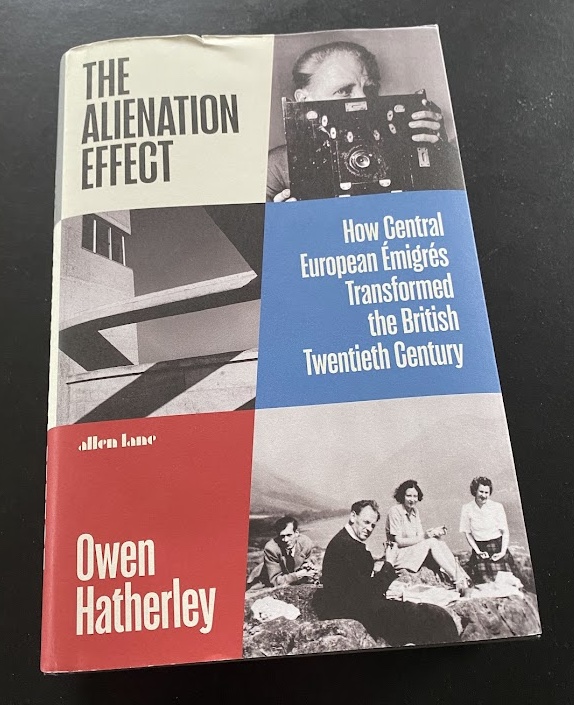 THE
ALIENATION
EFFECT
How Central
European Émigrés
Transformed
the British
Twentieth Century
allen lane
Owen
Hatherley